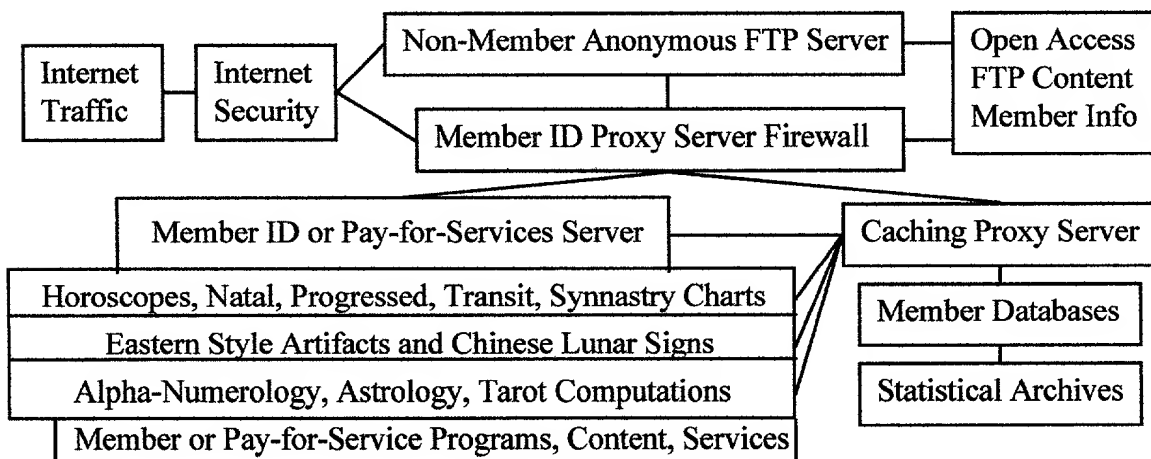 Internet
Traffic
Internet
Security
Non-Member Anonymous FTP Server
Member ID Proxy Server Firewall
Open Access
FTP Content
Member Info
Member ID or Pay-for-Services Server
Caching Proxy Server
Horoscopes, Natal, Progressed, Transit, Synnastry Charts
Eastern Style Artifacts and Chinese Lunar Signs
Alpha-Numerology, Astrology, Tarot Computations
Member or Pay-for-Service Programs, Content, Services
Member Databases
Statistical Archives